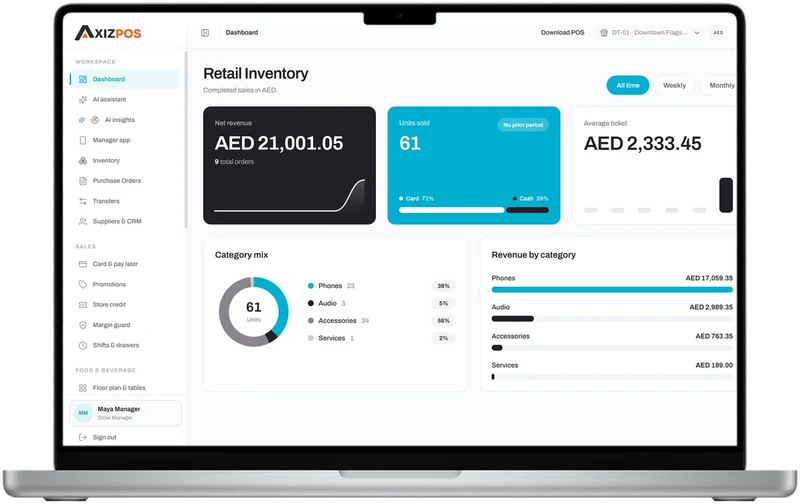 AXIZPOS
Dashboard
Download POS
DT-01 · Downtown Flags...
AED
WORKSPACE
Dashboard
AI assistant
AI insights
Manager app
Inventory
Purchase Orders
Transfers
Suppliers & CRM
SALES
Card & pay later
Promotions
Store credit
Margin guard
Shifts & drawers
FOOD & BEVERAGE
Floor plan & tables
MM
Maya Manager
Store Manager
Sign out
Retail Inventory
Completed sales in AED.
All time
Weekly
Monthly
Net revenue
AED 21,001.05
9 total orders
Units sold
No prior period
61
Card 71%
Cash 29%
Average ticket
AED 2,333.45
Category mix
61
Units
Phones 23 38%
Audio 3 5%
Accessories 34 56%
Services 1 2%
Revenue by category
Phones AED 17,059.35
Audio AED 2,989.35
Accessories AED 763.35
Services AED 189.00